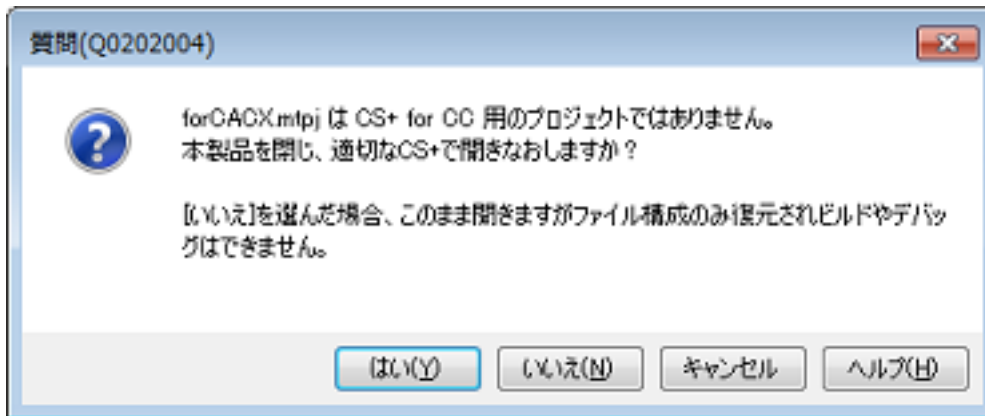 質問(Q0202004)
forCACX.mtpj は CS+ for CC 用のプロジェクトではありません。
本製品を閉じ、適切なCS+で開きなおしますか？
[いいえ]を選んだ場合、このまま開きますがファイル構成のみ復元されビルドやデバッ
グはできません。
はい(Y)
いいえ(N)
キャンセル
ヘルプ(H)